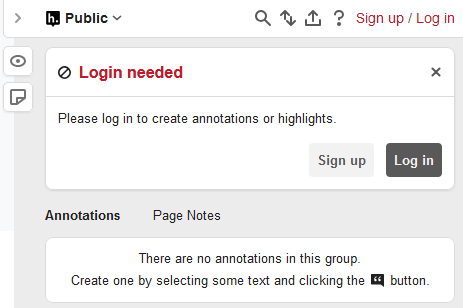 h. Public Sign up / Log in
Login needed
Please log in to create annotations or highlights.
Sign up Log in
Annotations Page Notes
There are no annotations in this group.
Create one by selecting some text and clicking the button.